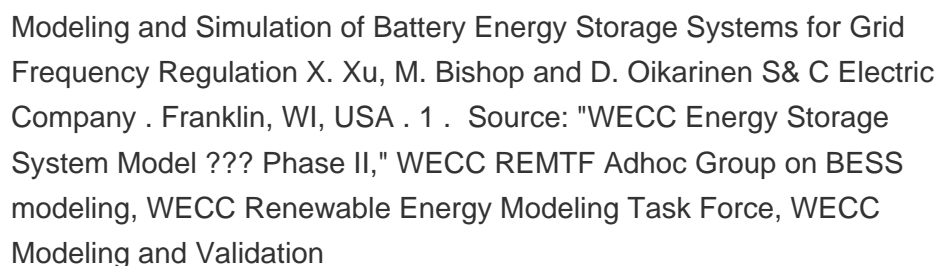 Modeling and Simulation of Battery Energy Storage Systems for Grid
Frequency Regulation X. Xu, M. Bishop and D. Oikarinen S& C Electric
Company . Franklin, WI, USA . 1 .  Source: "WECC Energy Storage
System Model ??? Phase II," WECC REMTF Adhoc Group on BESS
modeling, WECC Renewable Energy Modeling Task Force, WECC
Modeling and Validation